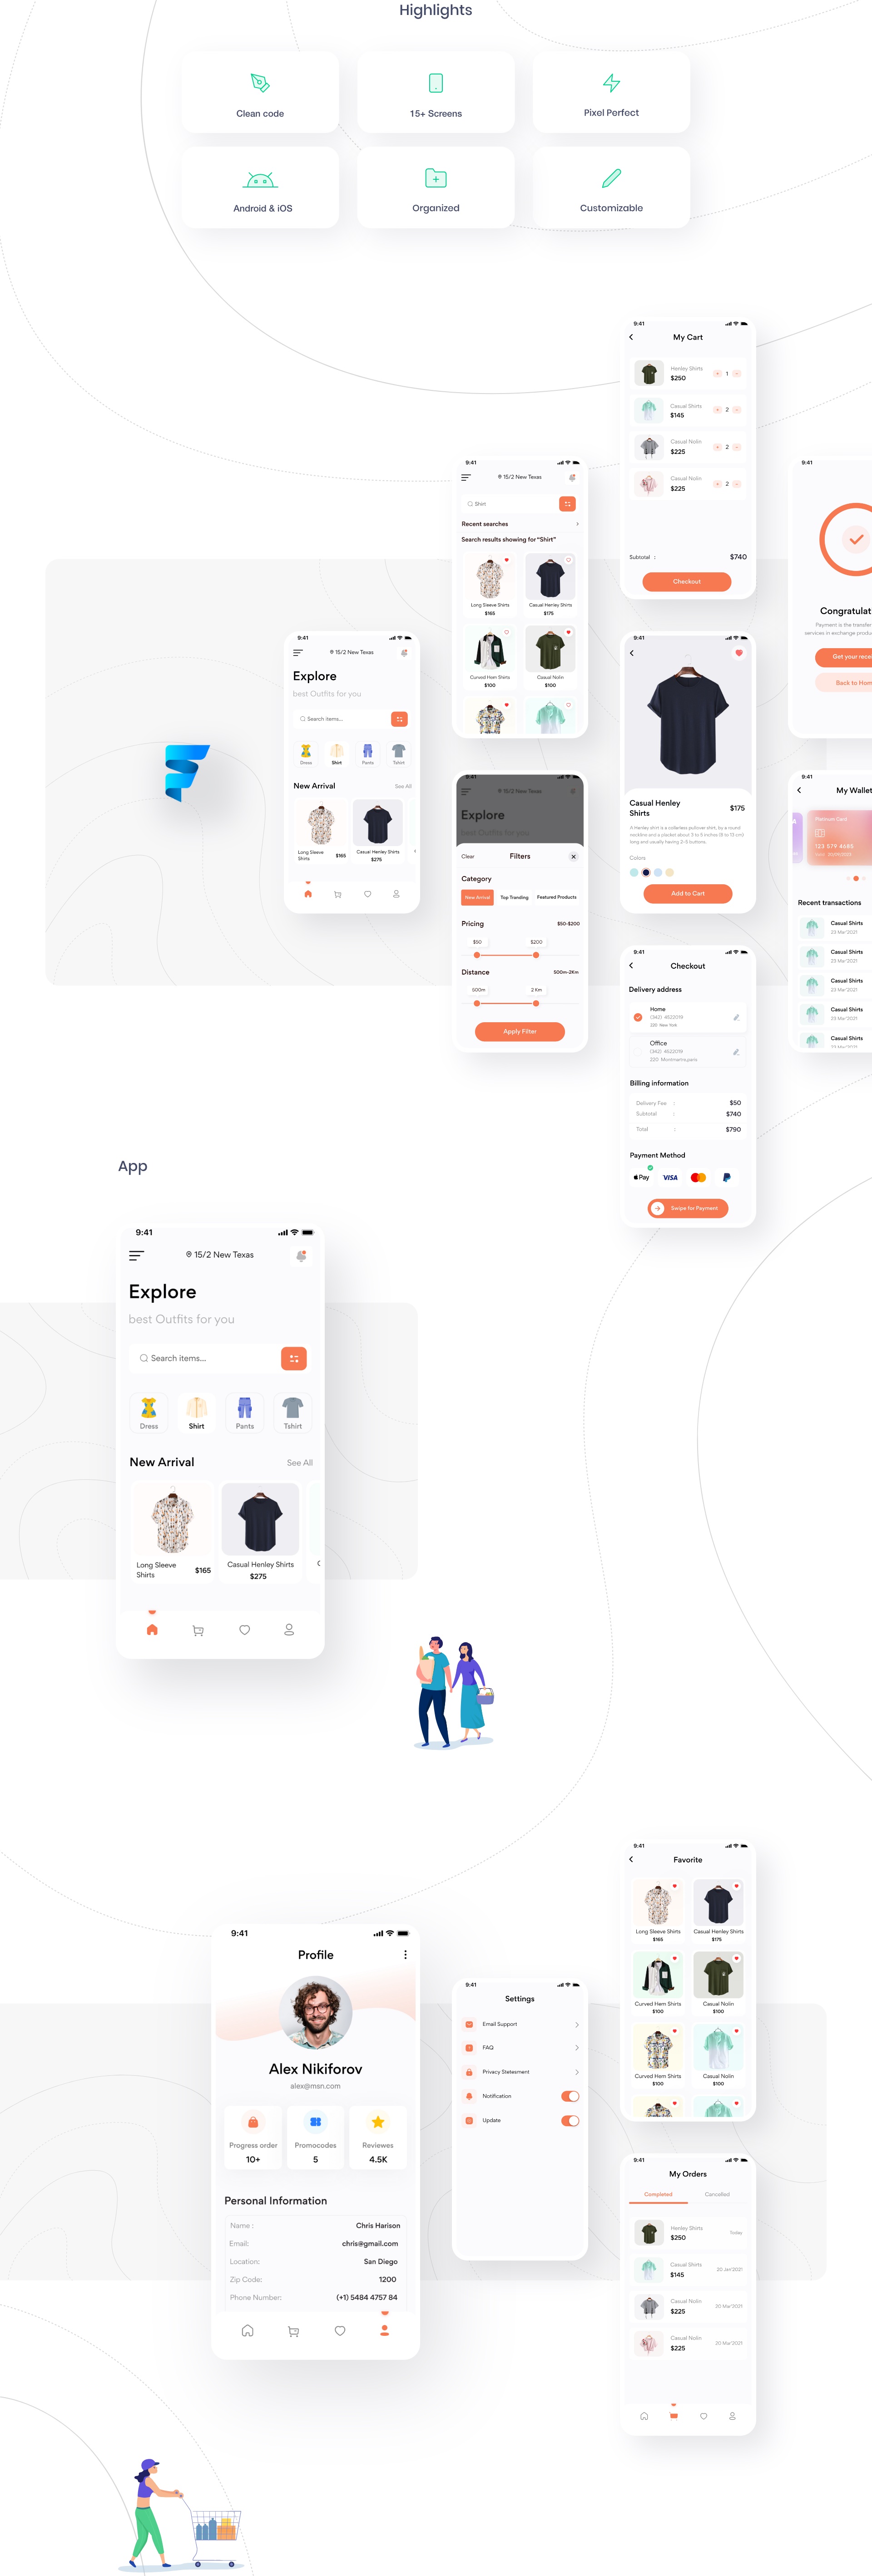 Highlights
Clean code
15+ Screens
Pixel Perfect
Android & iOS
Organized
Customizable
9:41
My Cart
Henley Shirts
$250
+ 1 -
Casual Shirts
$145
+ 2 -
Casual Nolin
$225
+ 2 -
Casual Nolin
$225
+ 2 -
Subtotal :
$740
Checkout
9:41
15/2 New Texas
Shirt
Recent searches
Search results showing for "Shirt"
Long Sleeve Shirts
$165
Casual Henley Shirts
$175
Curved Hem Shirts
$100
Casual Nolin
$100
9:41
Congratulat
Payment is the transfer
services in exchange produc
Get your rece
Back to Hom
9:41
15/2 New Texas
Explore
best Outfits for you
Search items...
Dress
Shirt
Pants
Tshirt
New Arrival
See All
Long Sleeve
Shirts
$165
Casual Henley Shirts
$275
9:41
Casual Henley
Shirts
$175
A Henley shirt is a collarless pullover shirt, by a round
neckline and a placket about 3 to 5 inches (8 to 13 cm)
long and usually having 2–5 buttons.
Colors
Add to Cart
9:41
15/2 New Texas
Explore
best Outfits for you
Clear
Filters
Category
New Arrival
Top Tranding
Featured Products
Pricing
$50-$200
$50
$200
Distance
500m-2Km
500m
2 Km
Apply Filter
9:41
My Wallet
A
Platinum Card
123 579 4685
Recent transactions
Casual Shirts
23 Mar'2021
Casual Shirts
23 Mar'2021
Casual Shirts
23 Mar'2021
Casual Shirts
23 Mar'2021
Casual Shirts
23 Mar'2021
9:41
Checkout
Delivery address
Home
(342) 4522019
Office
(342) 4522019
Billing information
Delivery Fee :
$50
Subtotal :
$740
Total :
$790
Payment Method
Pay
VISA
Swipe for Payment
App
9:41
15/2 New Texas
Explore
best Outfits for you
Search items...
Dress
Shirt
Pants
Tshirt
New Arrival
See All
Long Sleeve
Shirts
$165
Casual Henley Shirts
$275
C
9:41
Favorite
Long Sleeve Shirts
$165
Casual Henley Shirts
$175
Curved Hem Shirts
$100
Casual Nolin
$100
Curved Hem Shirts
$100
Casual Nolin
$100
9:41
Profile
Alex Nikiforov
alex@msn.com
Progress order
10+
Promocodes
5
Reviewes
4.5K
Personal Information
Name :
Chris Harison
Email:
chris@gmail.com
Location:
San Diego
Zip Code:
1200
Phone Number:
(+1) 5484 4757 84
9:41
Settings
Email Support
FAQ
Privacy Statesment
Notification
Update
9:41
My Orders
Completed
Cancelled
Henley Shirts
$250
Today
Casual Shirts
$145
20 Jan'2021
Casual Nolin
$225
20 Mar'2021
Casual Nolin
$225
20 Mar'2021